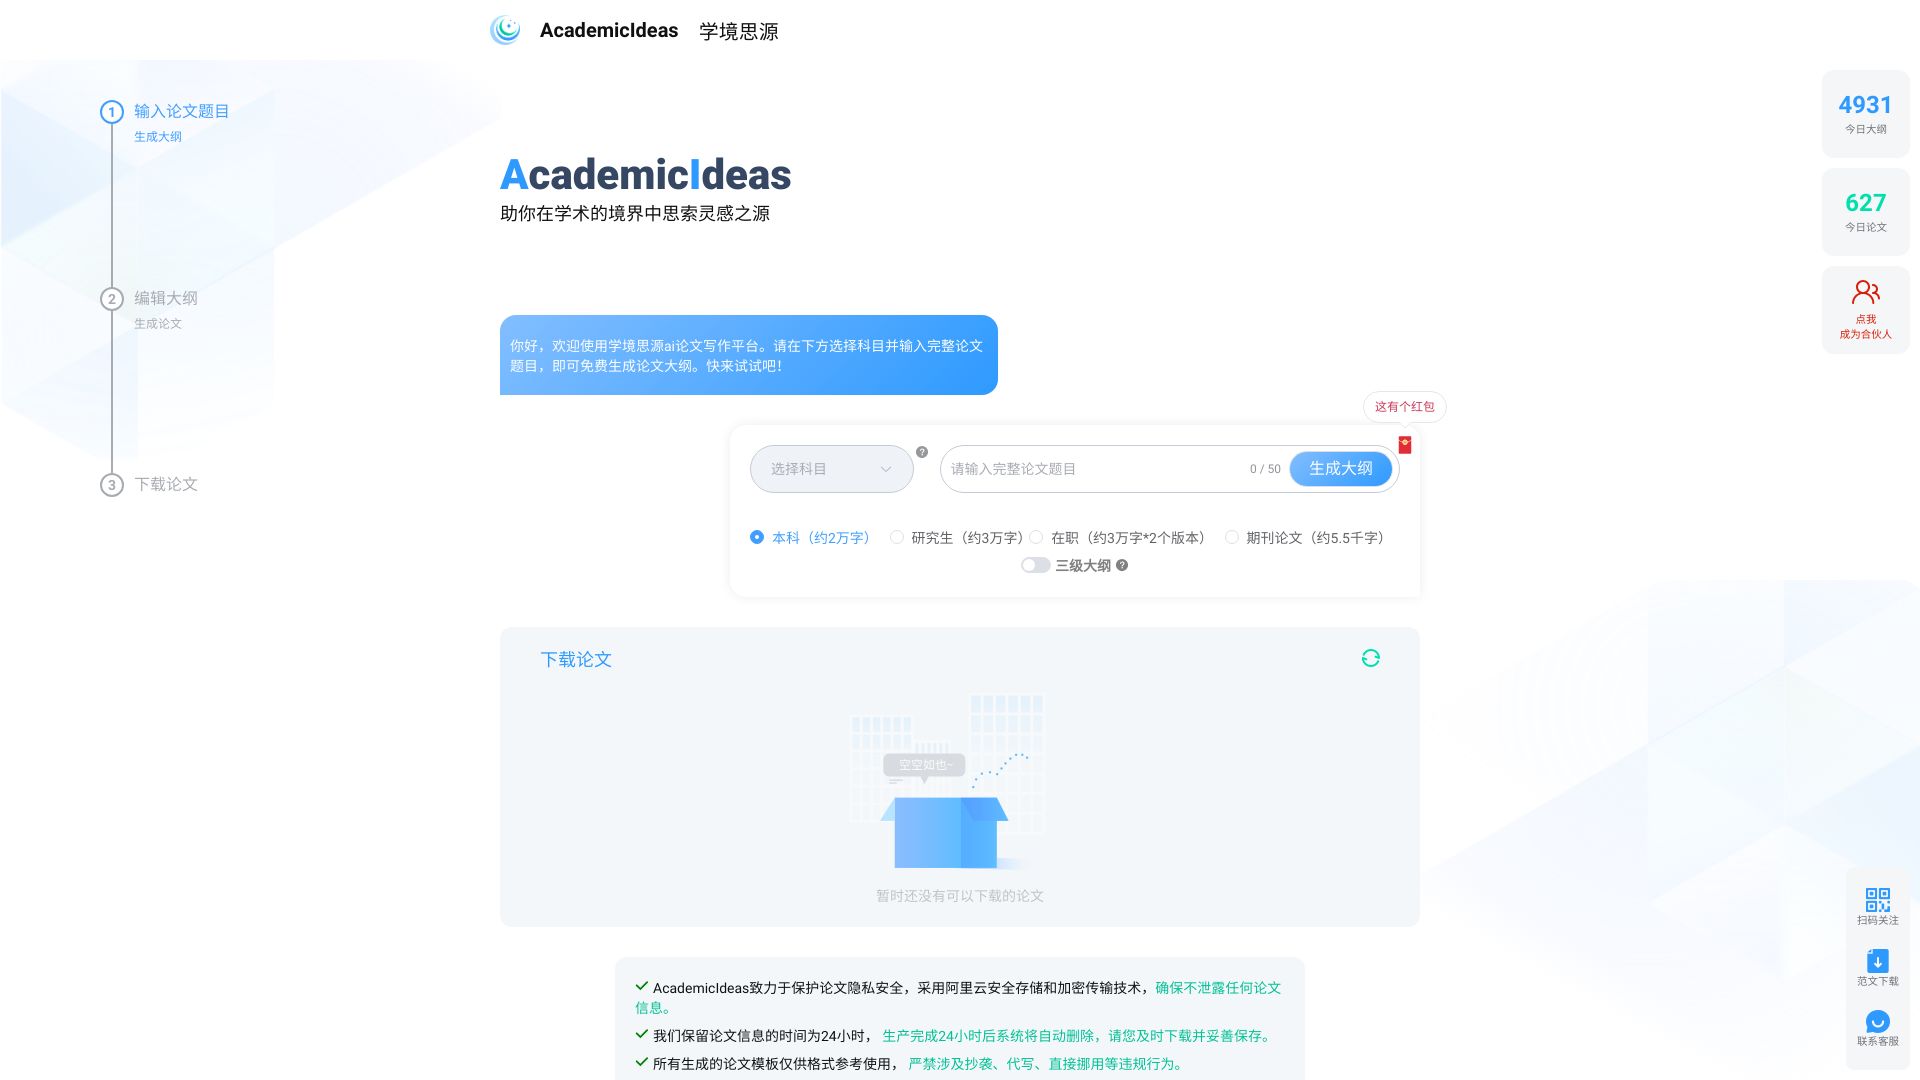 AcademicIdeas 学境思源
1 输入论文题目
生成大纲
2 编辑大纲
生成论文
3 下载论文
AcademicIdeas
助你在学术的境界中思索灵感之源
你好，欢迎使用学境思源ai论文写作平台。请在下方选择科目并输入完整论文
题目，即可免费生成论文大纲。快来试试吧！
这有个红包
选择科目 ? 请输入完整论文题目 0 / 50 生成大纲
本科（约2万字） 研究生（约3万字） 在职（约3万字*2个版本） 期刊论文（约5.5千字）
三级大纲 ?
下载论文
空空如也~
暂时还没有可以下载的论文
AcademicIdeas致力于保护论文隐私安全，采用阿里云安全存储和加密传输技术，确保不泄露任何论文
信息。
我们保留论文信息的时间为24小时， 生产完成24小时后系统将自动删除，请您及时下载并妥善保存。
所有生成的论文模板仅供格式参考使用， 严禁涉及抄袭、代写、直接挪用等违规行为。
4931
今日大纲
627
今日论文
点我
成为合伙人
扫码关注
范文下载
联系客服